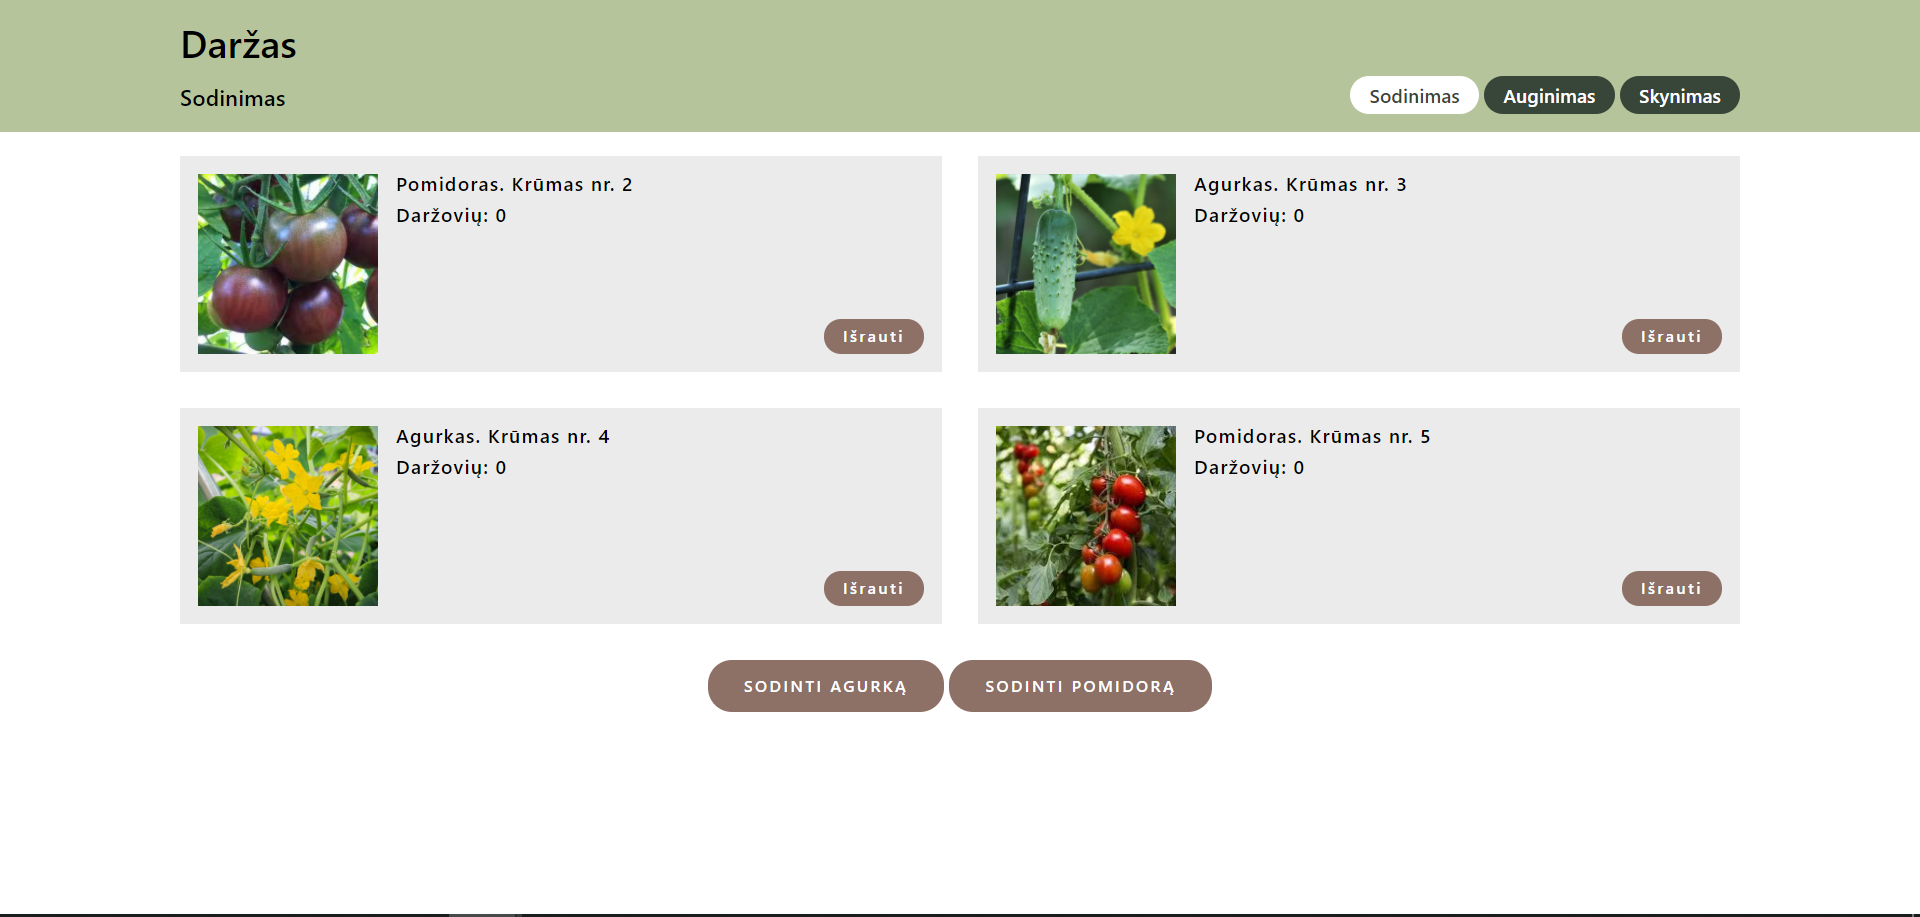 Daržas
Sodinimas
Sodinimas Auginimas Skynimas
Pomidoras. Krūmas nr. 2
Daržovių: 0
Išrauti
Agurkas. Krūmas nr. 3
Daržovių: 0
Išrauti
Agurkas. Krūmas nr. 4
Daržovių: 0
Išrauti
Pomidoras. Krūmas nr. 5
Daržovių: 0
Išrauti
SODINTI AGURKĄ SODINTI POMIDORĄ